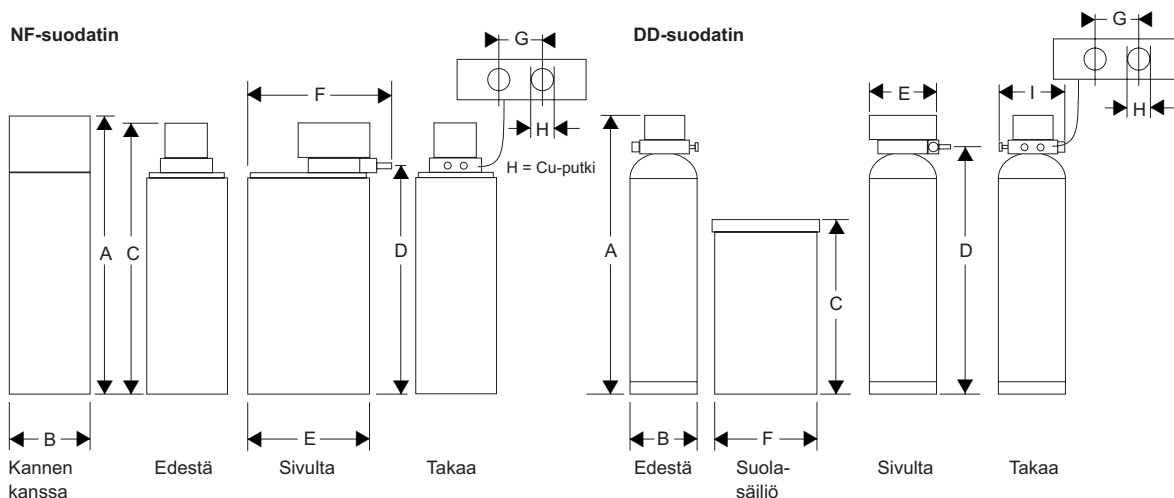 NF-suodatin
A
B
Kannen
kanssa
C
Edestä
F
E
Sivulta
D
G
H
H = Cu-putki
Takaa
DD-suodatin
A
B
Edestä
C
F
Suola-
säiliö
E
D
Sivulta
G
H
I
Takaa